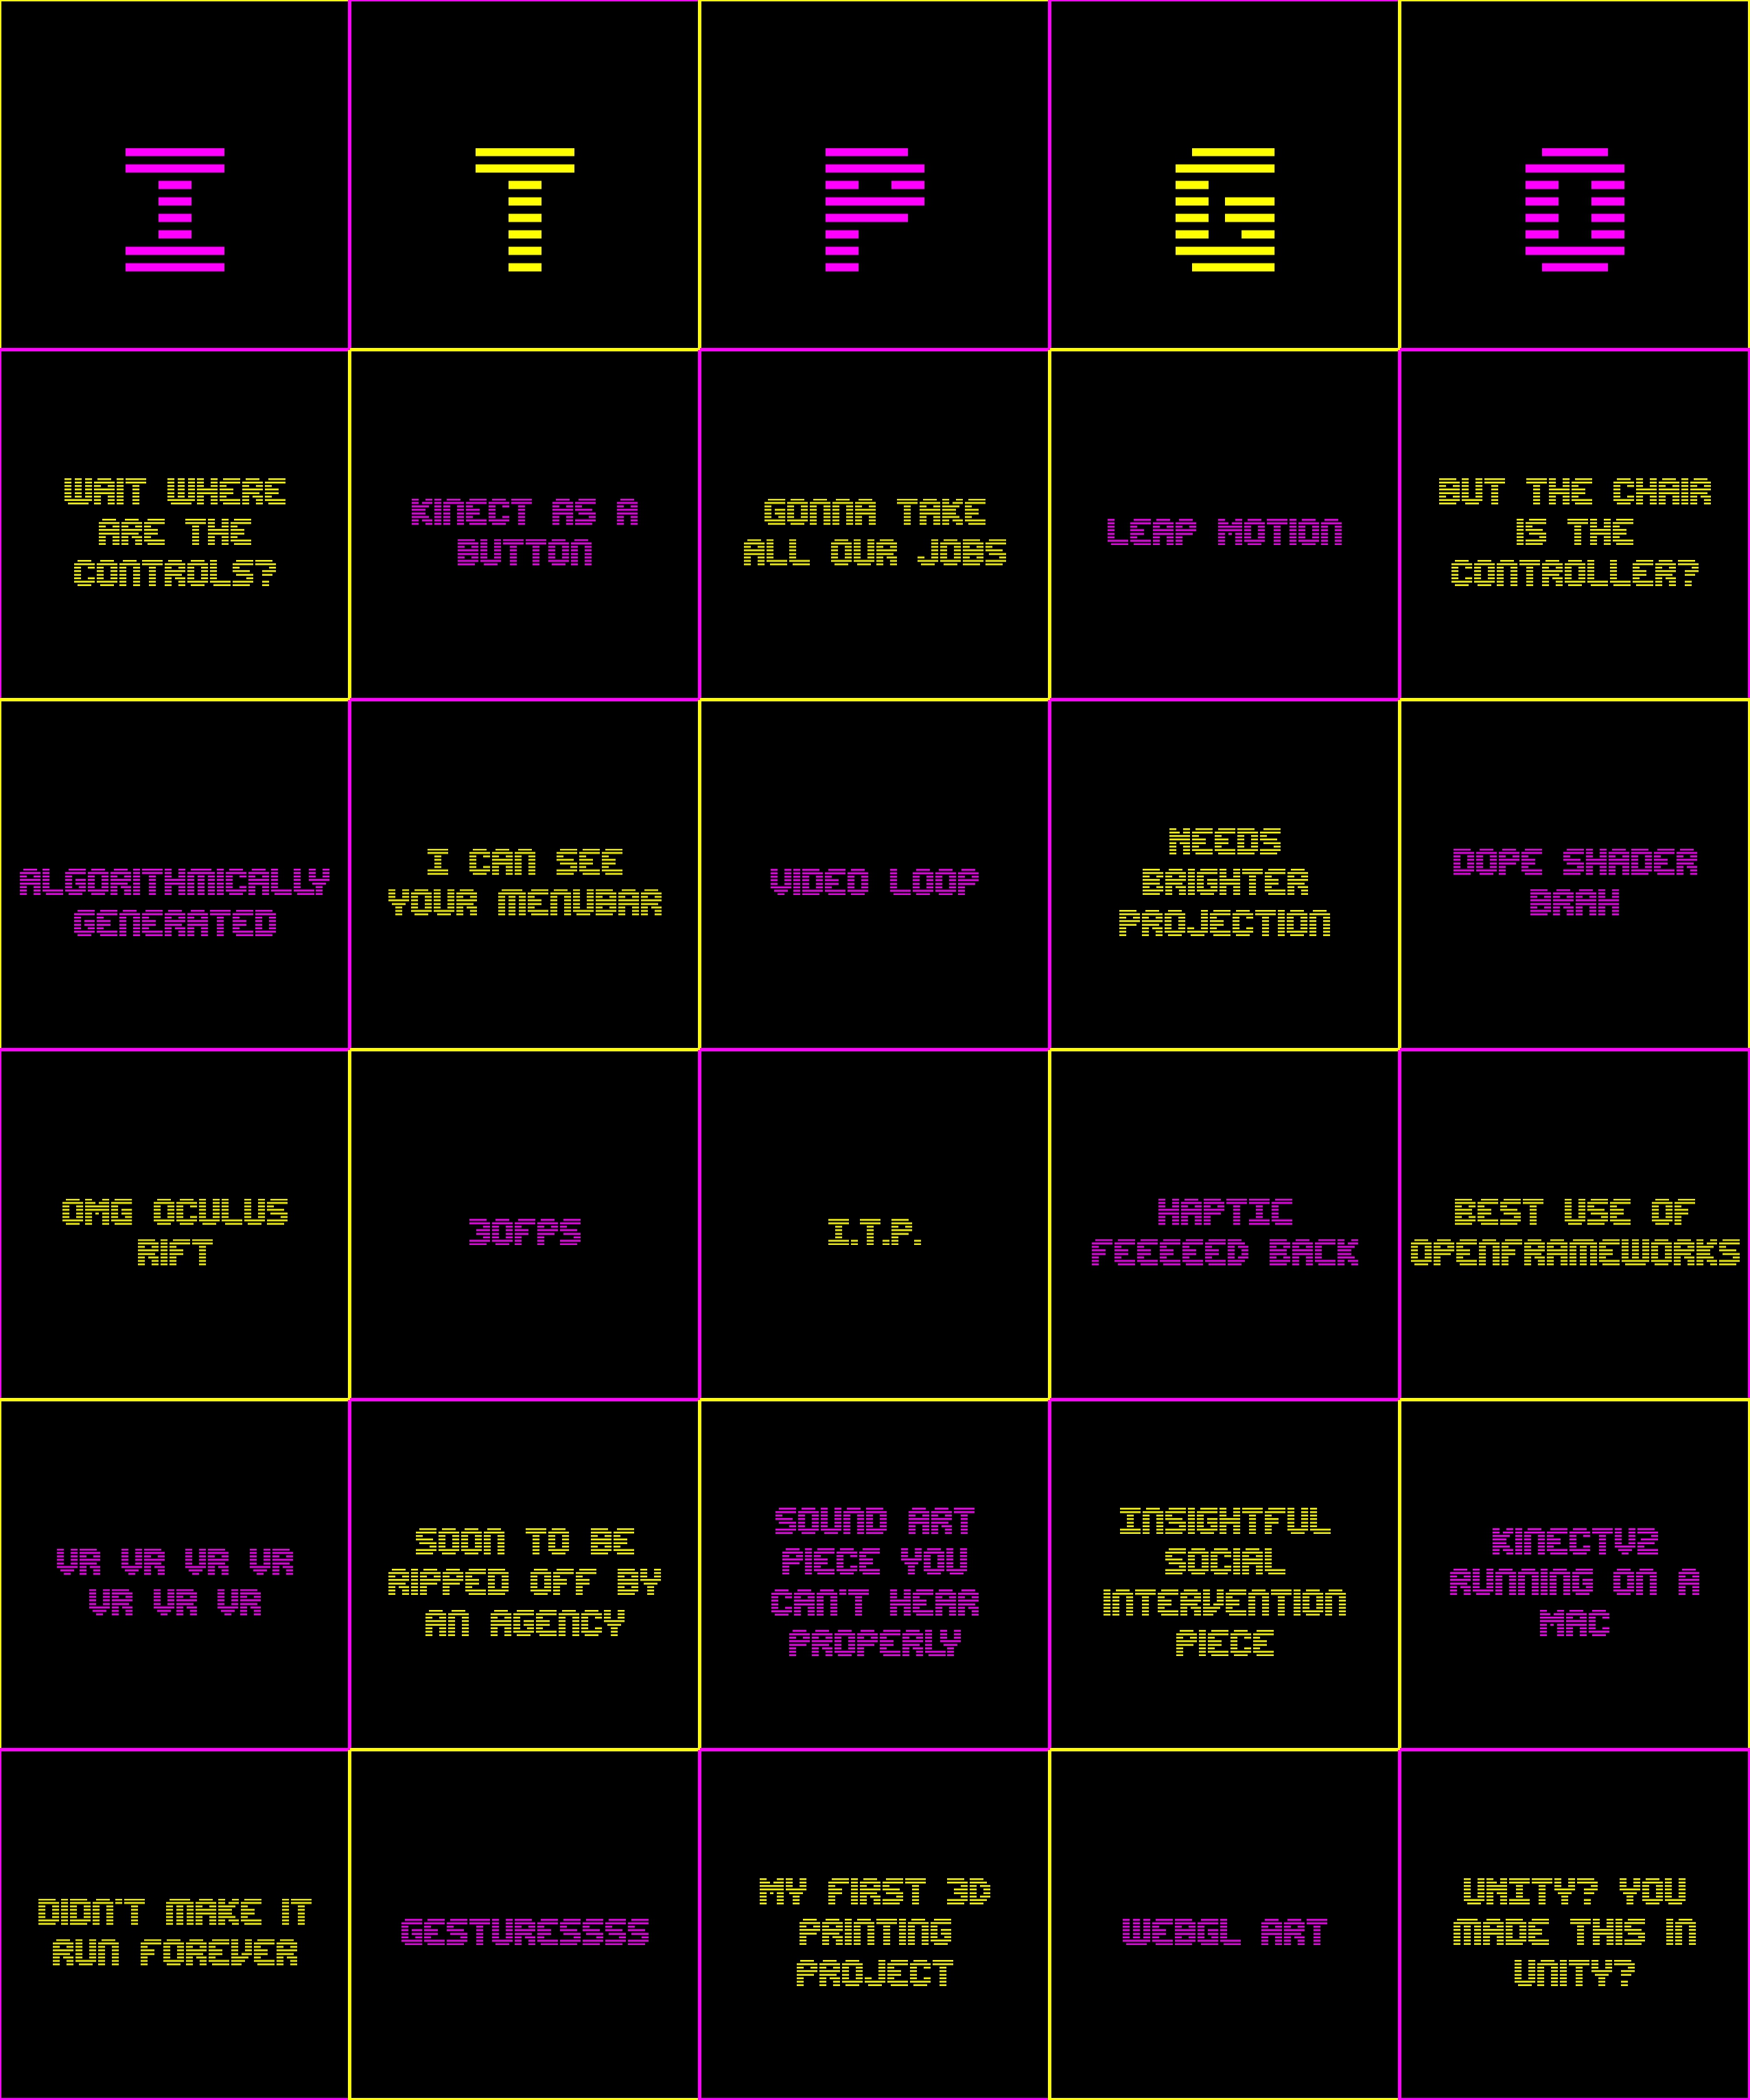 I T P G O
WAIT WHERE
ARE THE
CONTROLS?
KINECT AS A
BUTTON
GONNA TAKE
ALL OUR JOBS
LEAP MOTION
BUT THE CHAIR
IS THE
CONTROLLER?
ALGORITHMICALLY
GENERATED
I CAN SEE
YOUR MENUBAR
VIDEO LOOP
NEEDS
BRIGHTER
PROJECTION
DOPE SHADER
BRAH
OMG OCULUS
RIFT
30FPS
I.T.P.
HAPTIC
FEEEEED BACK
BEST USE OF
OPENFRAMEWORKS
VR VR VR VR
VR VR VR
SOON TO BE
RIPPED OFF BY
AN AGENCY
SOUND ART
PIECE YOU
CAN'T HEAR
PROPERLY
INSIGHTFUL
SOCIAL
INTERVENTION
PIECE
KINECTV2
RUNNING ON A
MAC
DIDN'T MAKE IT
RUN FOREVER
GESTURESSSS
MY FIRST 3D
PRINTING
PROJECT
WEBGL ART
UNITY? YOU
MADE THIS IN
UNITY?